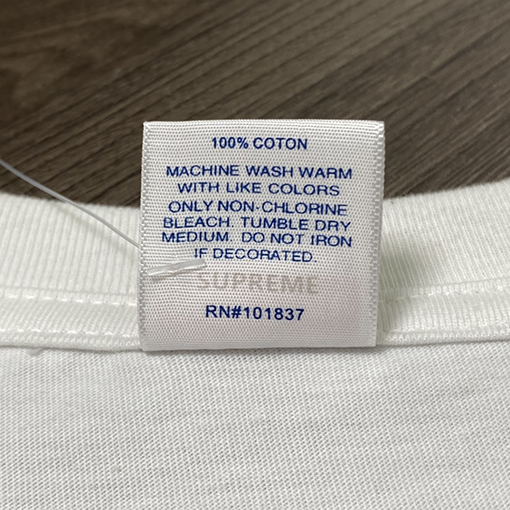 100% COTON
MACHINE WASH WARM
WITH LIKE COLORS
ONLY NON-CHLORINE
BLEACH TUMBLE DRY
MEDIUM DO NOT IRON
IF DECORATED
SUPREME
RN#101837